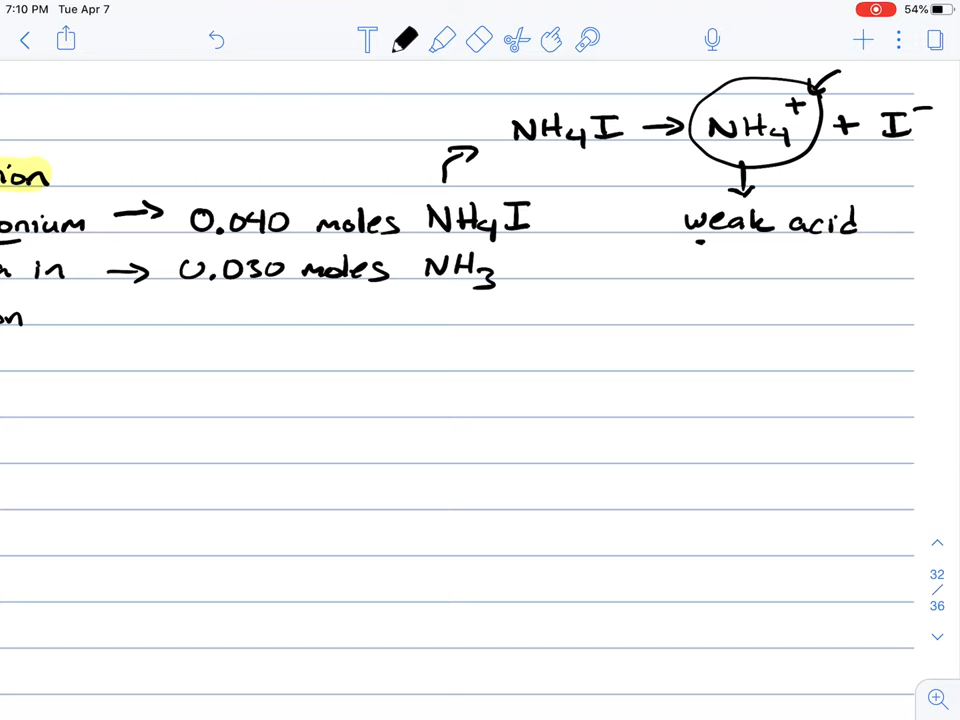 7:10 PM Tue Apr 7
54%
T
NH₄I → NH₄⁺ + I⁻
ion
onium → 0.040 moles NH₄I
weak acid
in → 0.030 moles NH₃
on
32
/
36